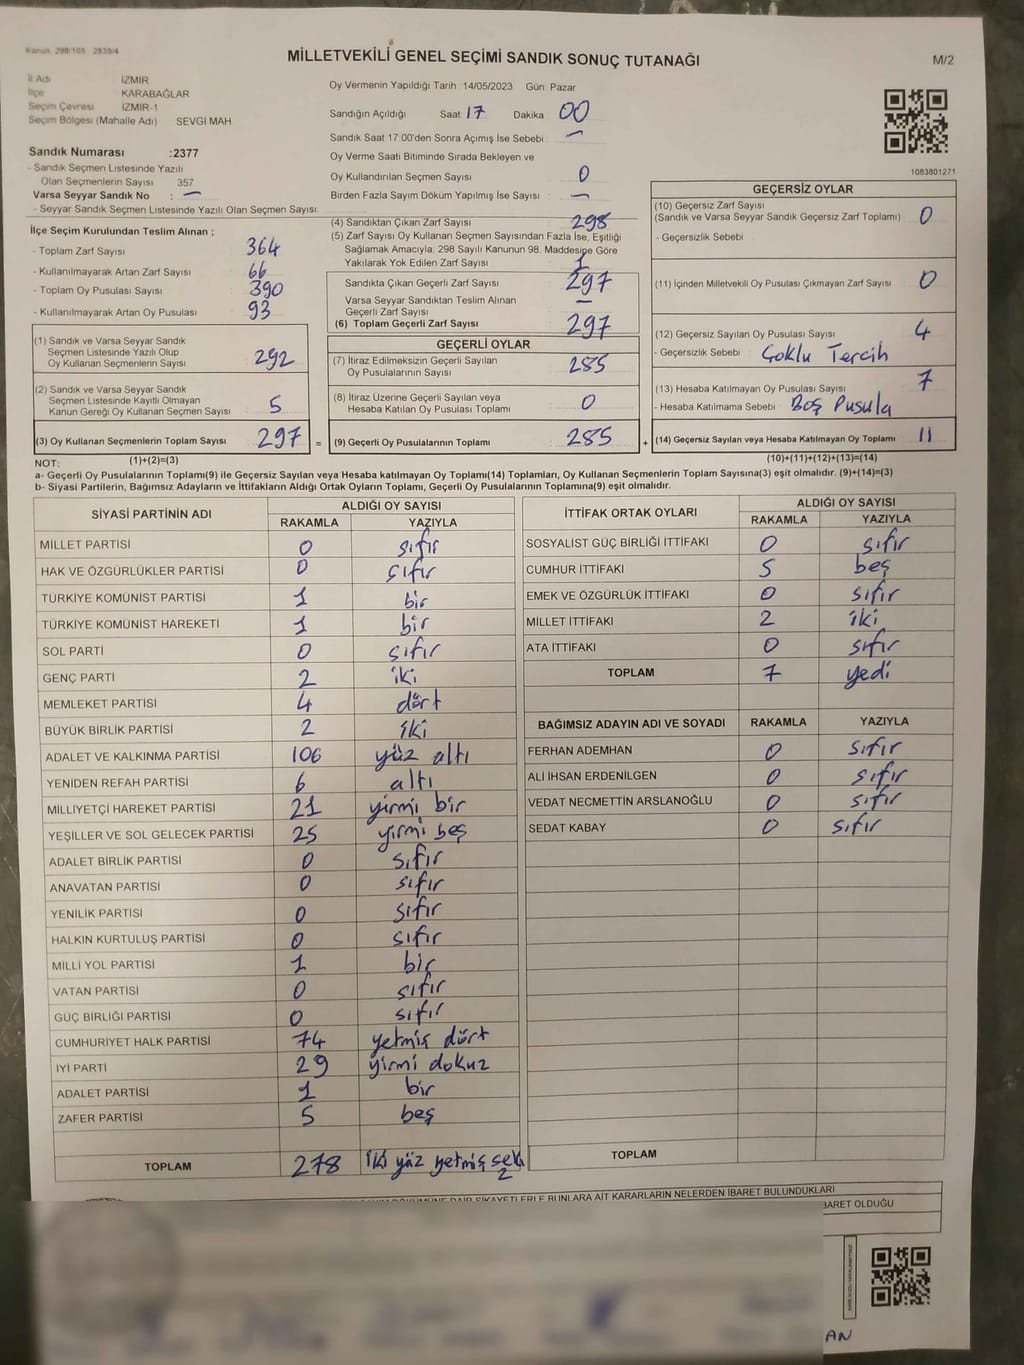 Kanun. 298/105 2839/4
MİLLETVEKİLİ GENEL SEÇİMİ SANDIK SONUÇ TUTANAĞI
M/2
İl Adı İZMİR
İlçe KARABAĞLAR
Seçim Çevresi İZMİR-1
Seçim Bölgesi (Mahalle Adı) SEVGİ MAH
Sandık Numarası :2377
- Sandık Seçmen Listesinde Yazılı
Olan Seçmenlerin Sayısı 357
Varsa Seyyar Sandık No : —
- Seyyar Sandık Seçmen Listesinde Yazılı Olan Seçmen Sayısı:
Oy Vermenin Yapıldığı Tarih 14/05/2023 Gün: Pazar
Sandığın Açıldığı Saat 17 Dakika 00
Sandık Saat 17.00'den Sonra Açımış İse Sebebi —
Oy Verme Saati Bitiminde Sırada Bekleyen ve
Oy Kullandırılan Seçmen Sayısı 0
Birden Fazla Sayım Döküm Yapılmış İse Sayısı : —
1083801271
İlçe Seçim Kurulundan Teslim Alınan ;
- Toplam Zarf Sayısı 364
- Kullanılmayarak Artan Zarf Sayısı 66
- Toplam Oy Pusulası Sayısı 390
- Kullanılmayarak Artan Oy Pusulası 93
(4) Sandıktan Çıkan Zarf Sayısı 298
(5) Zarf Sayısı Oy Kullanan Seçmen Sayısından Fazla İse, Eşitliği
Sağlamak Amacıyla, 298 Sayılı Kanunun 98. Maddesine Göre
Yakılarak Yok Edilen Zarf Sayısı 1
Sandıkta Çıkan Geçerli Zarf Sayısı 297
Varsa Seyyar Sandıktan Teslim Alınan
Geçerli Zarf Sayısı —
(6) Toplam Geçerli Zarf Sayısı 297
GEÇERSİZ OYLAR
(10) Geçersiz Zarf Sayısı
(Sandık ve Varsa Seyyar Sandık Geçersiz Zarf Toplamı) 0
- Geçersizlik Sebebi
(11) İçinden Milletvekili Oy Pusulası Çıkmayan Zarf Sayısı 0
(12) Geçersiz Sayılan Oy Pusulası Sayısı 4
- Geçersizlik Sebebi : Çoklu Tercih
(13) Hesaba Katılmayan Oy Pusulası Sayısı 7
- Hesaba Katılmama Sebebi : Boş Pusula
(1) Sandık ve Varsa Seyyar Sandık
Seçmen Listesinde Yazılı Olup
Oy Kullanan Seçmenlerin Sayısı 292
(2) Sandık ve Varsa Seyyar Sandık
Seçmen Listesinde Kayıtlı Olmayan
Kanun Gereği Oy Kullanan Seçmen Sayısı 5
GEÇERLİ OYLAR
(7) İtiraz Edilmeksizin Geçerli Sayılan
Oy Pusulalarının Sayısı 285
(8) İtiraz Üzerine Geçerli Sayılan veya
Hesaba Katılan Oy Pusulası Toplamı 0
(3) Oy Kullanan Seçmenlerin Toplam Sayısı 297 = (9) Geçerli Oy Pusulalarının Toplamı 285 + (14) Geçersiz Sayılan veya Hesaba Katılmayan Oy Toplamı 11
(1)+(2)=(3)
(10)+(11)+(12)+(13)=(14)
NOT:
a- Geçerli Oy Pusulalarının Toplamı(9) ile Geçersiz Sayılan veya Hesaba katılmayan Oy Toplamı(14) Toplamları, Oy Kullanan Seçmenlerin Toplam Sayısına(3) eşit olmalıdır. (9)+(14)=(3)
b- Siyasi Partilerin, Bağımsız Adayların ve İttifakların Aldığı Ortak Oyların Toplamı, Geçerli Oy Pusulalarının Toplamına(9) eşit olmalıdır.
SİYASİ PARTİNİN ADI ALDIĞI OY SAYISI
RAKAMLA YAZIYLA
MİLLET PARTİSİ 0 sıfır
HAK VE ÖZGÜRLÜKLER PARTİSİ 0 sıfır
TÜRKİYE KOMÜNİST PARTİSİ 1 bir
TÜRKİYE KOMÜNİST HAREKETİ 1 bir
SOL PARTİ 0 sıfır
GENÇ PARTİ 2 iki
MEMLEKET PARTİSİ 4 dört
BÜYÜK BİRLİK PARTİSİ 2 iki
ADALET VE KALKINMA PARTİSİ 106 yüz altı
YENİDEN REFAH PARTİSİ 6 altı
MİLLİYETÇİ HAREKET PARTİSİ 21 yirmi bir
YEŞİLLER VE SOL GELECEK PARTİSİ 25 yirmi beş
ADALET BİRLİK PARTİSİ 0 sıfır
ANAVATAN PARTİSİ 0 sıfır
YENİLİK PARTİSİ 0 sıfır
HALKIN KURTULUŞ PARTİSİ 0 sıfır
MİLLİ YOL PARTİSİ 1 bir
VATAN PARTİSİ 0 sıfır
GÜÇ BİRLİĞİ PARTİSİ 0 sıfır
CUMHURİYET HALK PARTİSİ 74 yetmiş dört
İYİ PARTİ 29 yirmi dokuz
ADALET PARTİSİ 1 bir
ZAFER PARTİSİ 5 beş
TOPLAM 278 iki yüz yetmiş sek
İTTİFAK ORTAK OYLARI ALDIĞI OY SAYISI
RAKAMLA YAZIYLA
SOSYALİST GÜÇ BİRLİĞİ İTTİFAKI 0 sıfır
CUMHUR İTTİFAKI 5 beş
EMEK VE ÖZGÜRLÜK İTTİFAKI 0 sıfır
MİLLET İTTİFAKI 2 iki
ATA İTTİFAKI 0 sıfır
TOPLAM 7 yedi
BAĞIMSIZ ADAYIN ADI VE SOYADI RAKAMLA YAZIYLA
FERHAN ADEMHAN 0 sıfır
ALİ İHSAN ERDENİLGEN 0 sıfır
VEDAT NECMETTİN ARSLANOĞLU 0 sıfır
SEDAT KABAY 0 sıfır
TOPLAM
DÖKÜMÜNE DAİR ŞİKAYETLERLE BUNLARA AİT KARARLARIN NELERDEN İBARET BULUNDUKLARI
İBARET OLDUĞU
AN